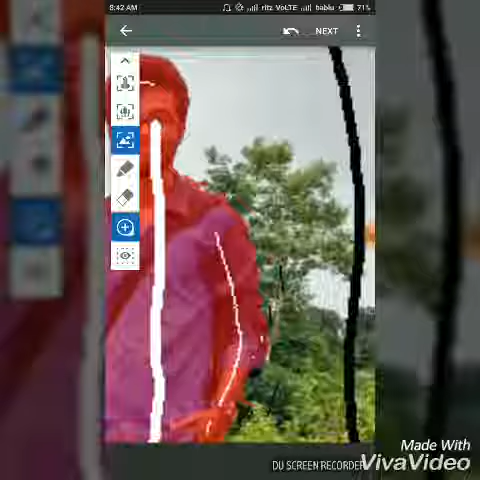 8:42 AM
ritz VoLTE
bablu
71%
NEXT
Made With
VivaVideo
DU SCREEN RECORDER